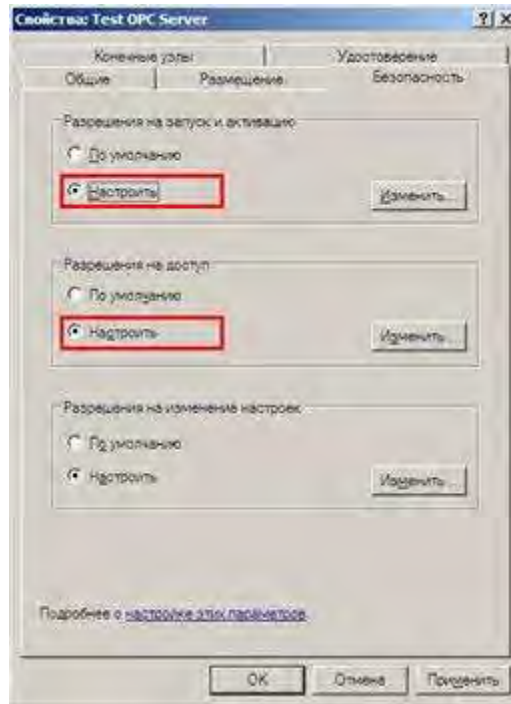 Свойства: Test OPC Server
Конечные узлы
Удостоверение
Общие
Размещение
Безопасность
Разрешения на запуск и активацию
По умолчанию
Настроить
Изменить...
Разрешения на доступ
По умолчанию
Настроить
Изменить...
Разрешения на изменение настроек
По умолчанию
Настроить
Изменить...
Подробнее о настройке этих параметров.
ОК
Отмена
Применить